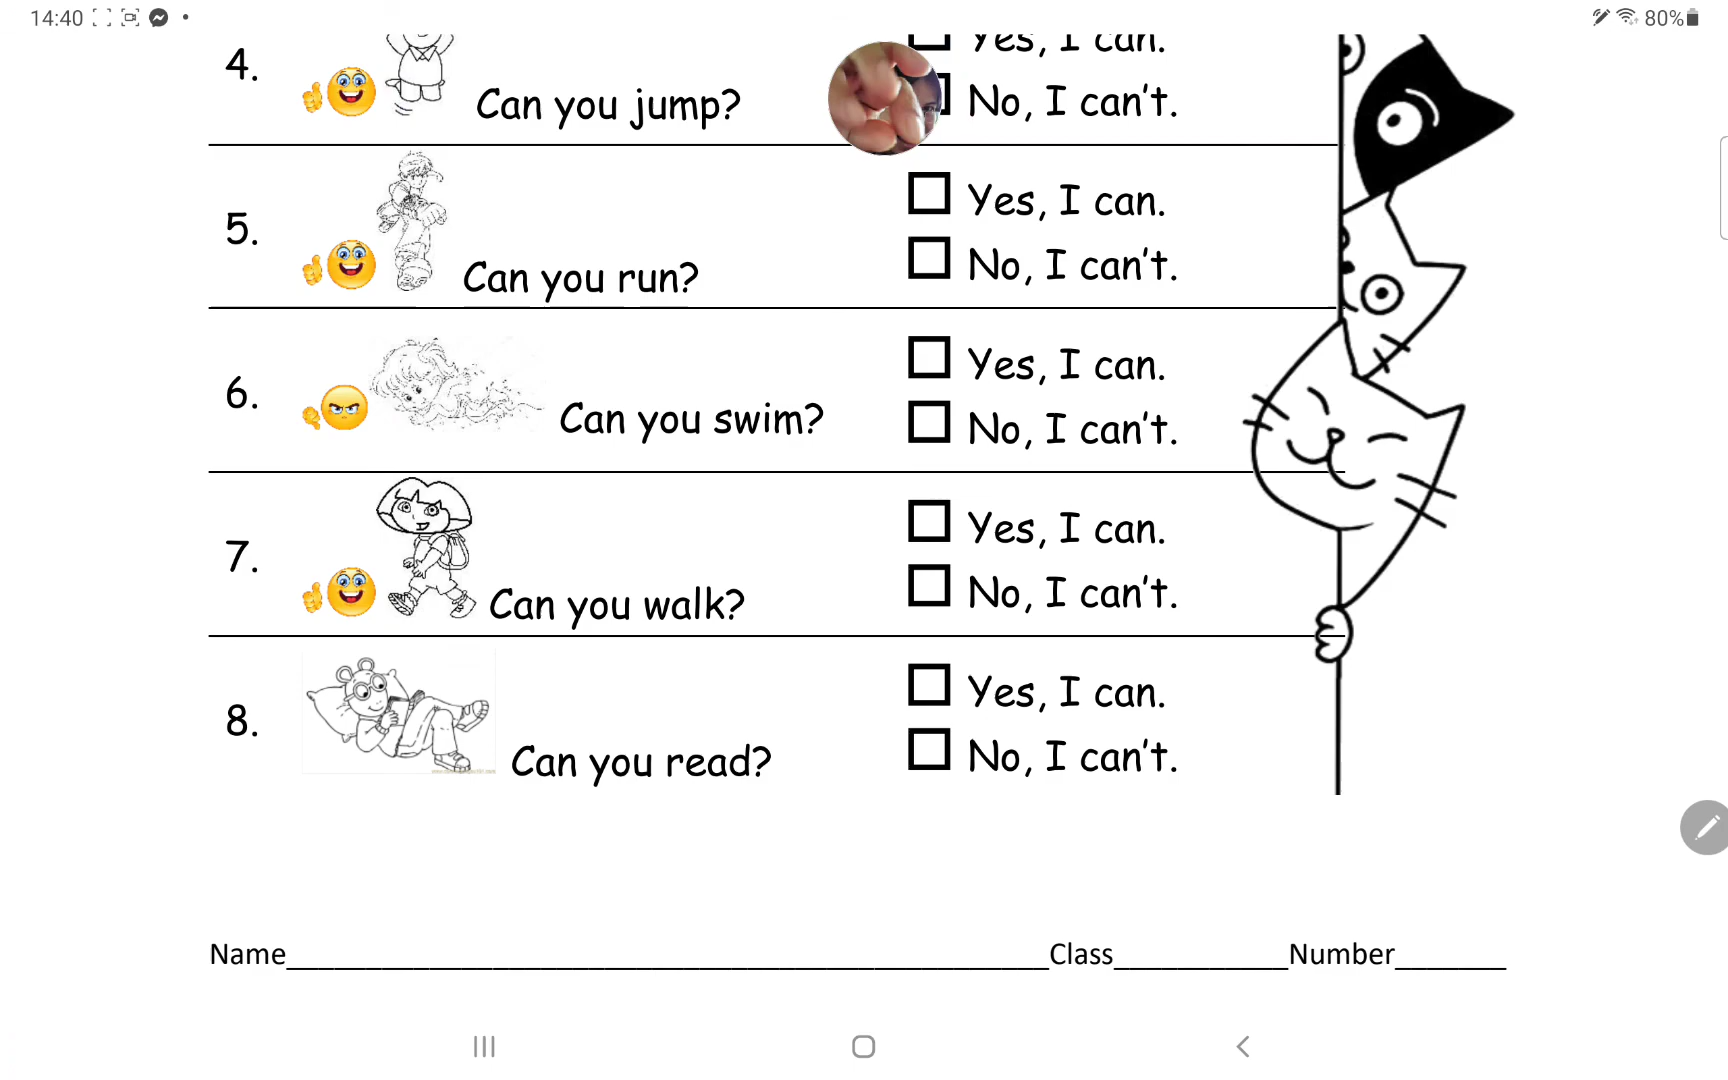 14:40
80%
4.
Yes, I can.
Can you jump?
No, I can't.
5.
Yes, I can.
Can you run?
No, I can't.
6.
Yes, I can.
Can you swim?
No, I can't.
7.
Yes, I can.
Can you walk?
No, I can't.
8.
Yes, I can.
Can you read?
No, I can't.
Name Class Number